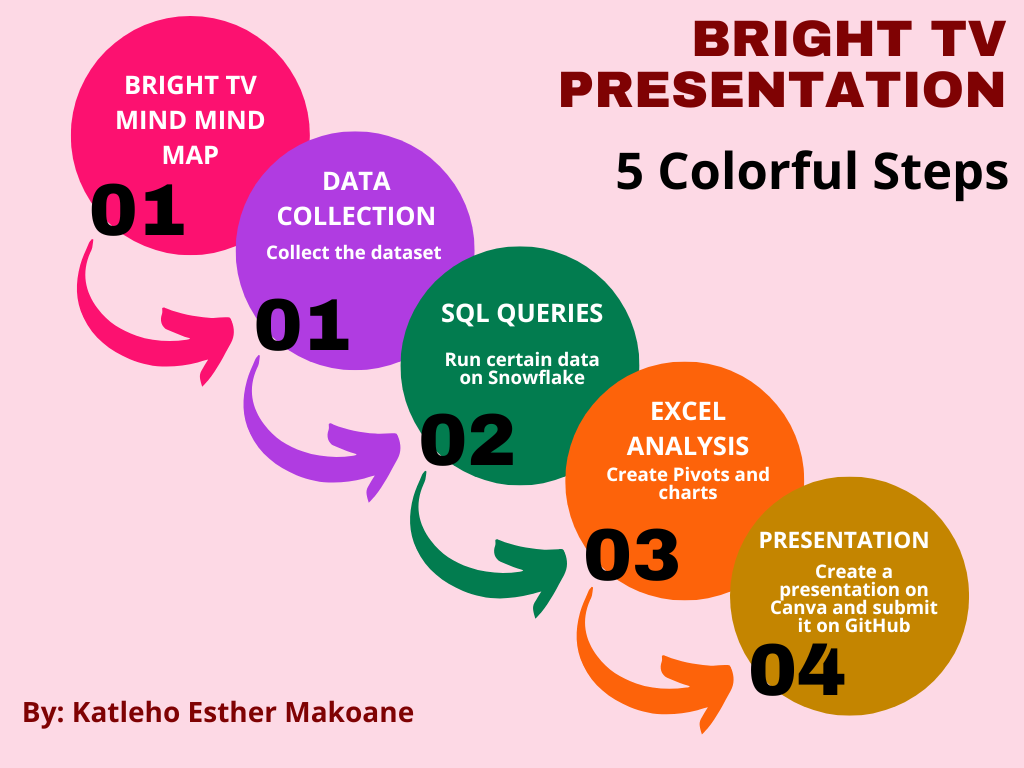 BRIGHT TV
PRESENTATION
5 Colorful Steps
BRIGHT TV
MIND MIND
MAP
01
DATA
COLLECTION
Collect the dataset
01
SQL QUERIES
Run certain data
on Snowflake
02
EXCEL
ANALYSIS
Create Pivots and
charts
03
PRESENTATION
Create a
presentation on
Canva and submit
it on GitHub
04
By: Katleho Esther Makoane